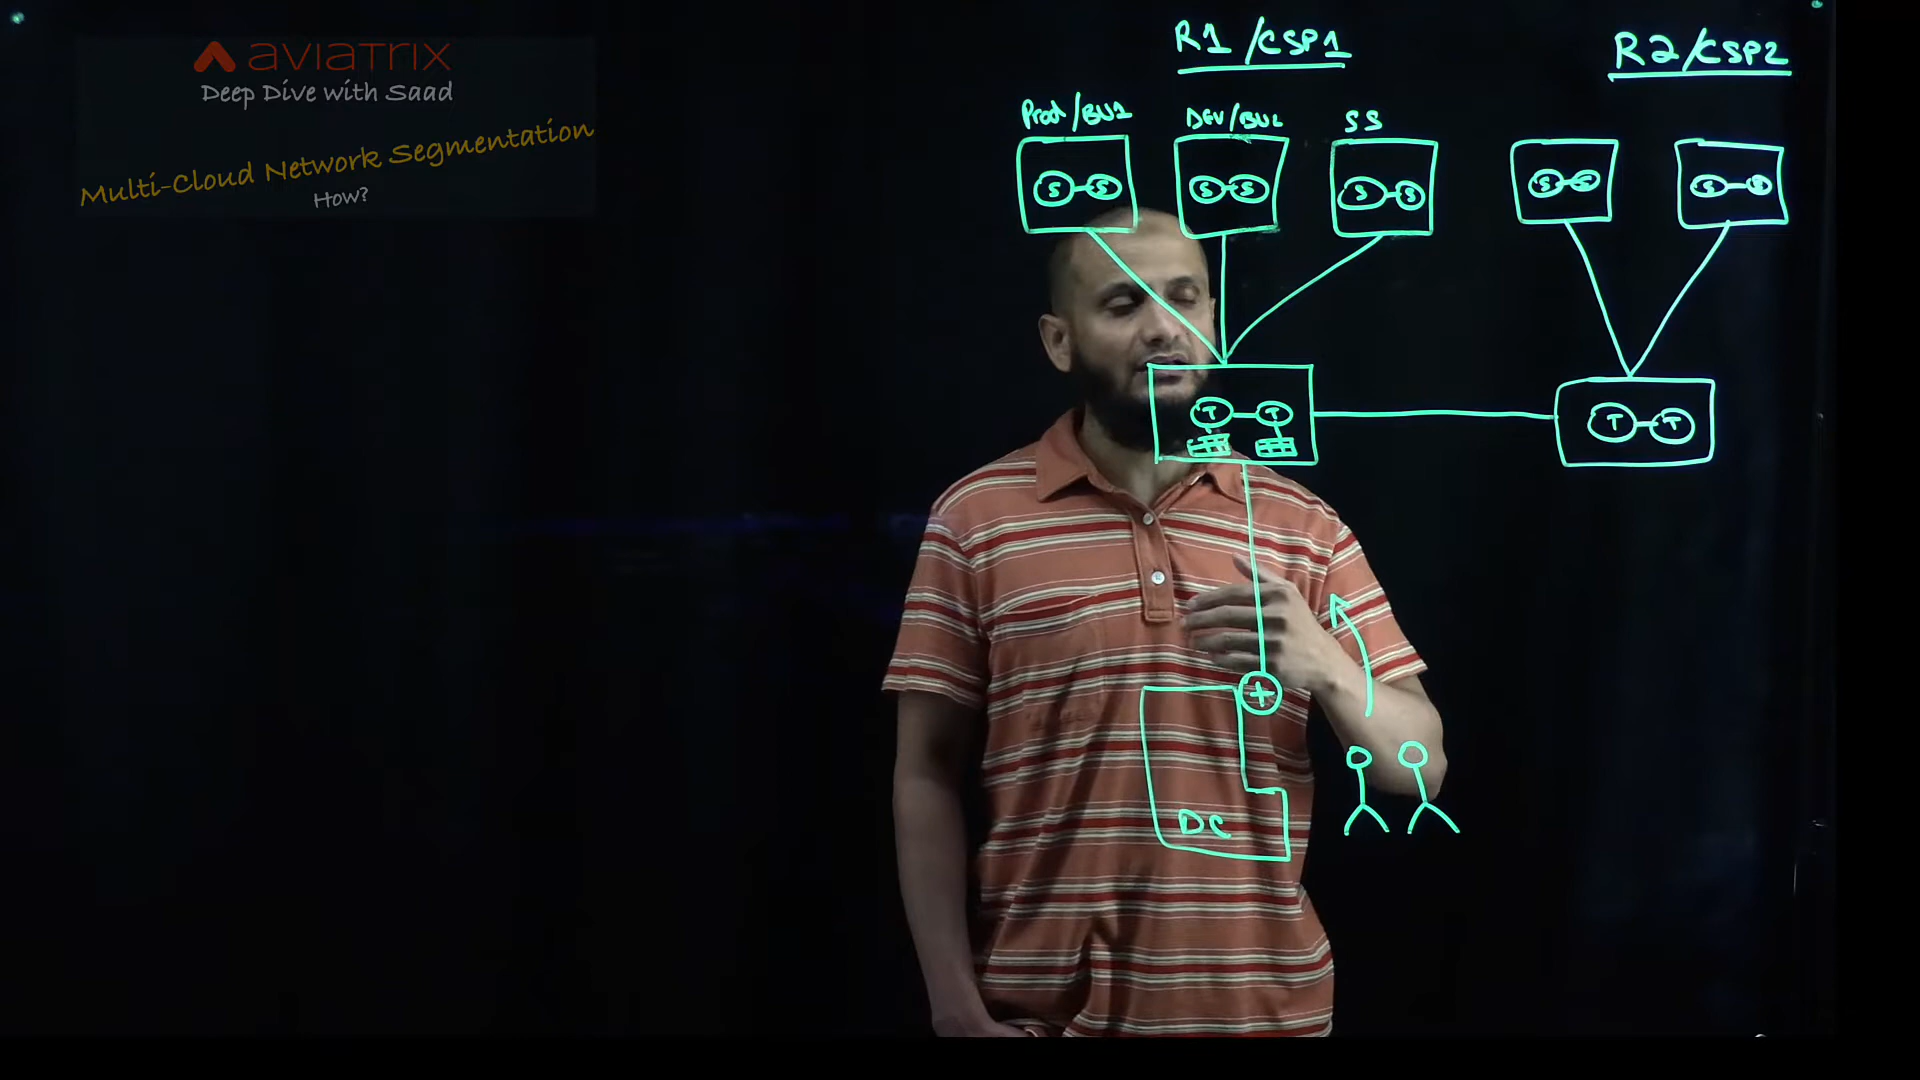 AVIATRIX
Deep Dive with Saad
Multi-Cloud Network Segmentation
How?
R1/CSP1
R2/CSP2
Prod/BU1
DEV/BU2
SS
S S
S S
S S
S S
S S
T T
T T
DC